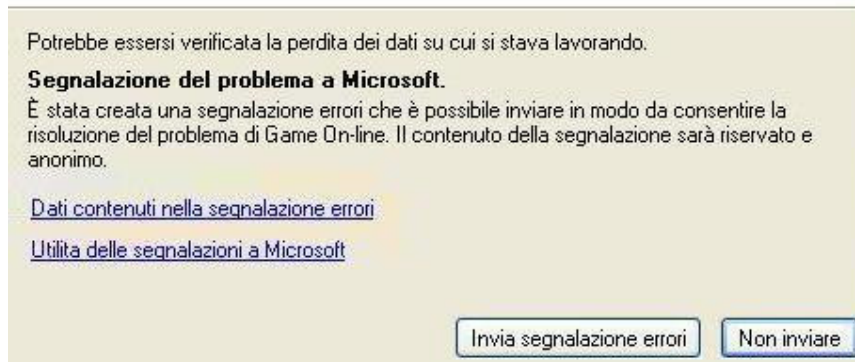 Potrebbe essersi verificata la perdita dei dati su cui si stava lavorando.
Segnalazione del problema a Microsoft.
È stata creata una segnalazione errori che è possibile inviare in modo da consentire la
risoluzione del problema di Game On-line. Il contenuto della segnalazione sarà riservato e
anonimo.
Dati contenuti nella segnalazione errori
Utilita delle segnalazioni a Microsoft
Invia segnalazione errori Non inviare